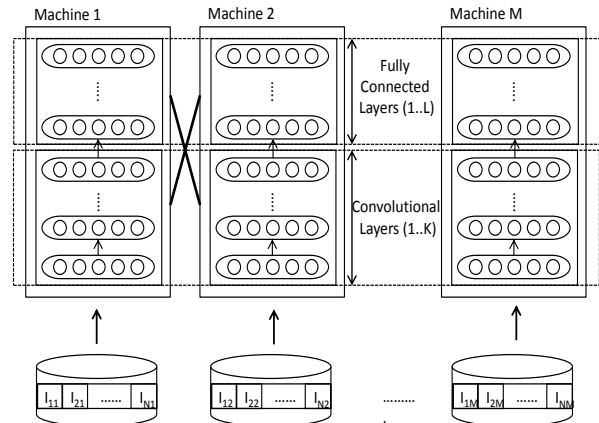 Machine 1
Machine 2
Machine M
Fully
Connected
Layers (1..L)
Convolutional
Layers (1..K)
I11 I21 ...... IN1
I12 I22 ...... IN2
.........
I1M I2M ...... INM